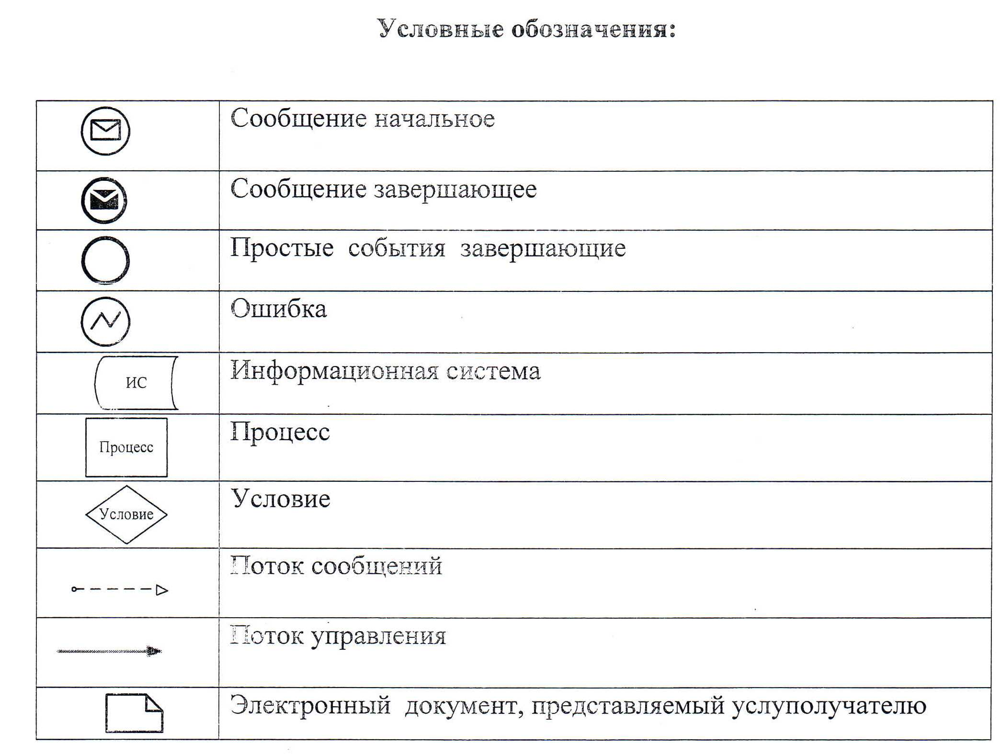 Условные обозначения:
Сообщение начальное
Сообщение завершающее
Простые события завершающие
Ошибка
ИС
Информационная система
Процесс
Процесс
Условие
Условие
Поток сообщений
Поток управления
Электронный документ, представляемый услуполучателю